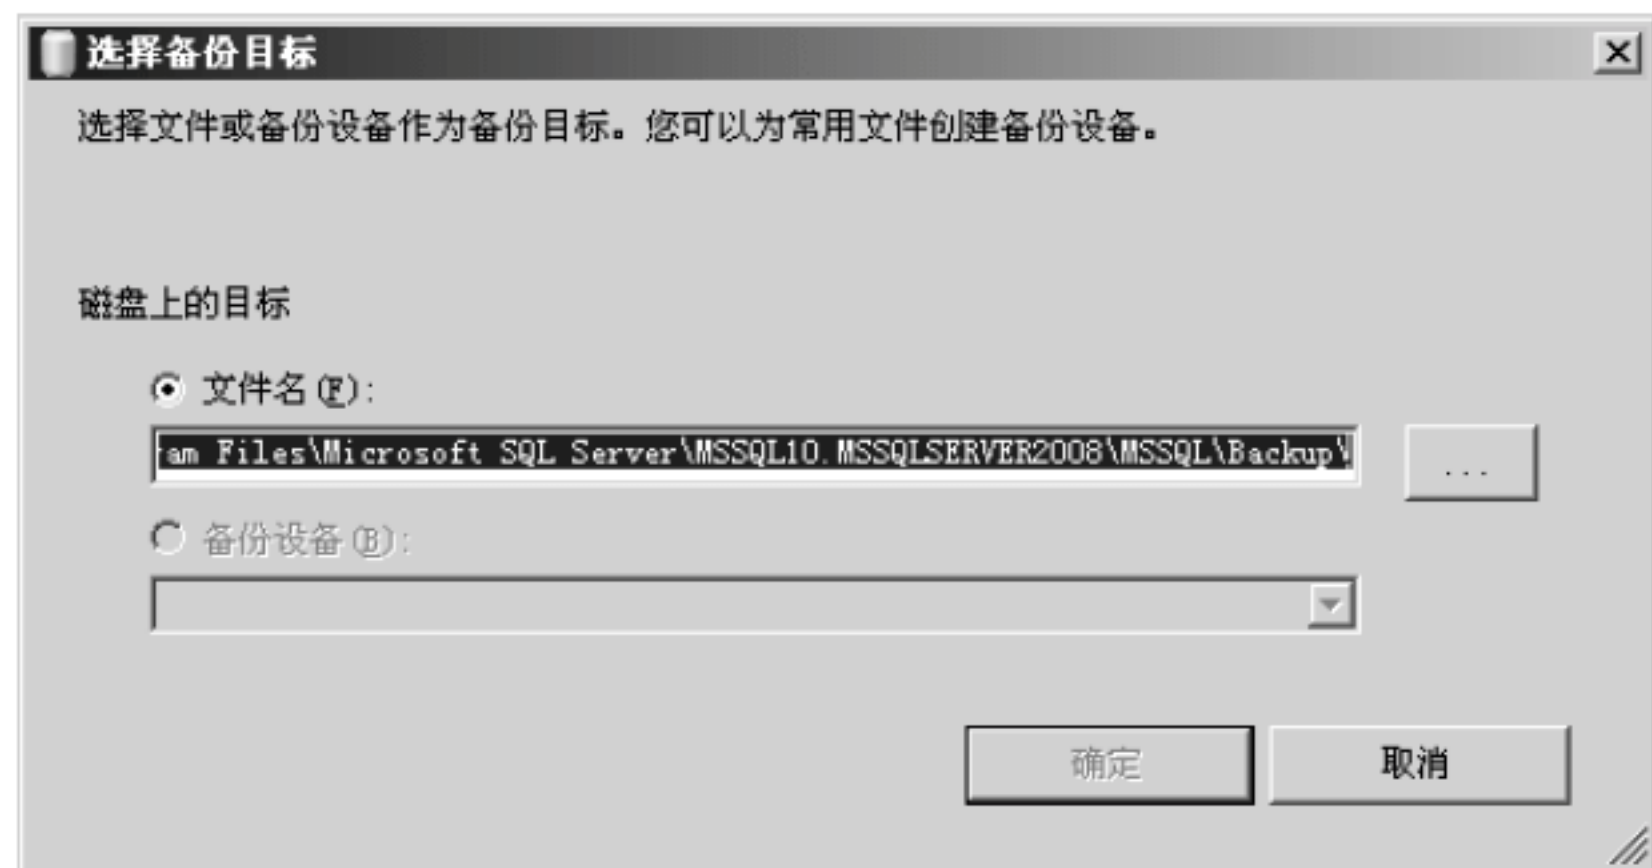 选择备份目标
选择文件或备份设备作为备份目标。您可以为常用文件创建备份设备。
磁盘上的目标
文件名(F):
am Files\Microsoft SQL Server\MSSQL10.MSSQLSERVER2008\MSSQL\Backup\
...
备份设备(B):
确定
取消